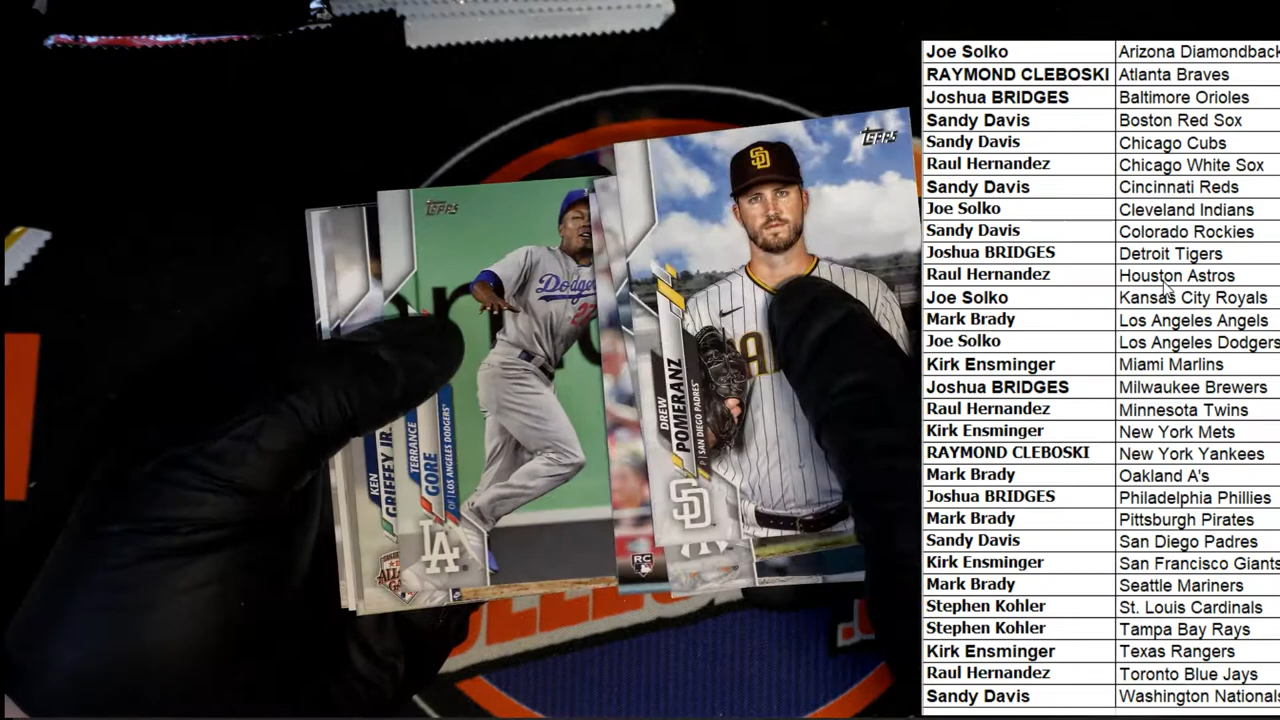 Joe Solko Arizona Diamondback
RAYMOND CLEBOSKI Atlanta Braves
Joshua BRIDGES Baltimore Orioles
Sandy Davis Boston Red Sox
Sandy Davis Chicago Cubs
Raul Hernandez Chicago White Sox
Sandy Davis Cincinnati Reds
Joe Solko Cleveland Indians
Sandy Davis Colorado Rockies
Joshua BRIDGES Detroit Tigers
Raul Hernandez Houston Astros
Joe Solko Kansas City Royals
Mark Brady Los Angeles Angels
Joe Solko Los Angeles Dodgers
Kirk Ensminger Miami Marlins
Joshua BRIDGES Milwaukee Brewers
Raul Hernandez Minnesota Twins
Kirk Ensminger New York Mets
RAYMOND CLEBOSKI New York Yankees
Mark Brady Oakland A's
Joshua BRIDGES Philadelphia Phillies
Mark Brady Pittsburgh Pirates
Sandy Davis San Diego Padres
Kirk Ensminger San Francisco Giants
Mark Brady Seattle Mariners
Stephen Kohler St. Louis Cardinals
Stephen Kohler Tampa Bay Rays
Kirk Ensminger Texas Rangers
Raul Hernandez Toronto Blue Jays
Sandy Davis Washington Nationals
TOPPS
TOPPS
SD
Dodge
DREW
POMERANZ
P | SAN DIEGO PADRES
SD
KEN
GRIFFEY JR.
TERRANCE
GORE
OF | LOS ANGELES DODGERS
LA
RC